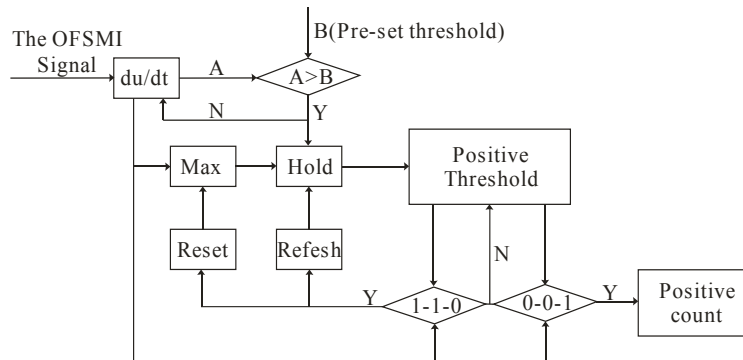 The OFSMI
Signal
B(Pre-set threshold)
du/dt
A
A>B
N
Y
Max
Hold
Positive
Threshold
Reset
Refesh
N
Y
1-1-0
0-0-1
Y
Positive
count